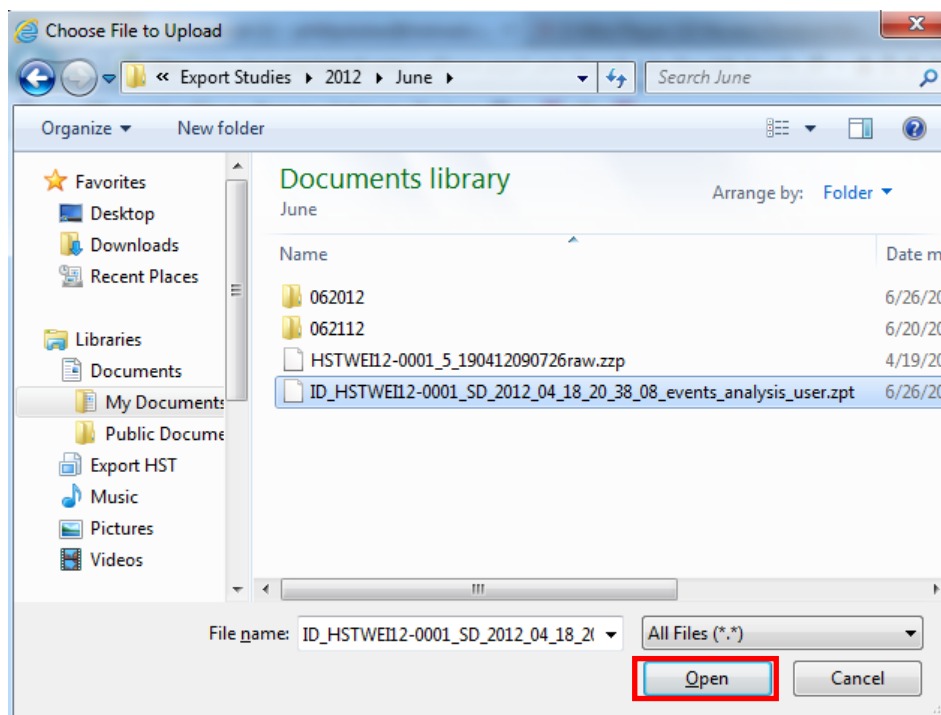 Choose File to Upload
« Export Studies 2012 June
Search June
Organize New folder
Favorites
Desktop
Downloads
Recent Places
Libraries
Documents
My Documents
Public Docume
Export HST
Music
Pictures
Videos
Documents library
June
Arrange by: Folder
Name Date m
062012 6/26/20
062112 6/20/20
HSTWEI12-0001_5_190412090726raw.zzp 4/19/20
ID_HSTWEI12-0001_SD_2012_04_18_20_38_08_events_analysis_user.zpt 6/26/20
File name: ID_HSTWEI12-0001_SD_2012_04_18_2( All Files (*.*)
Open Cancel